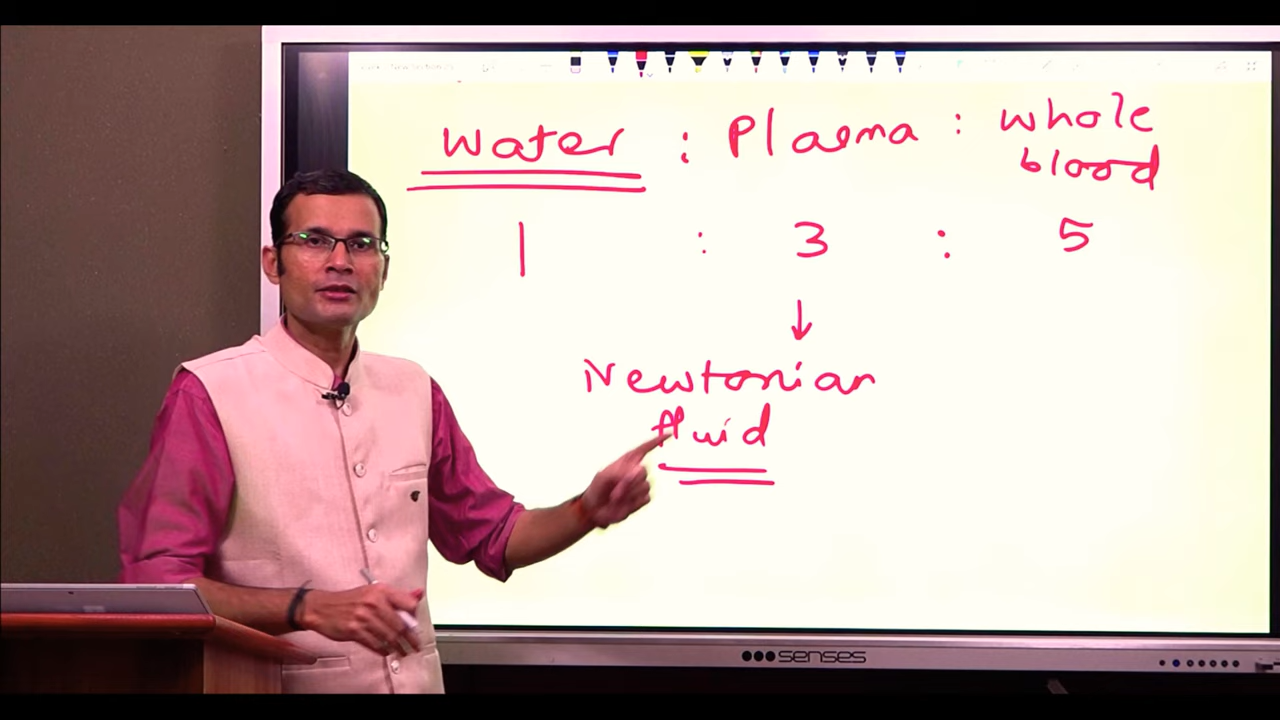 Water : Plasma : whole
blood
1 : 3 : 5
↓
Newtonian
fluid
senses